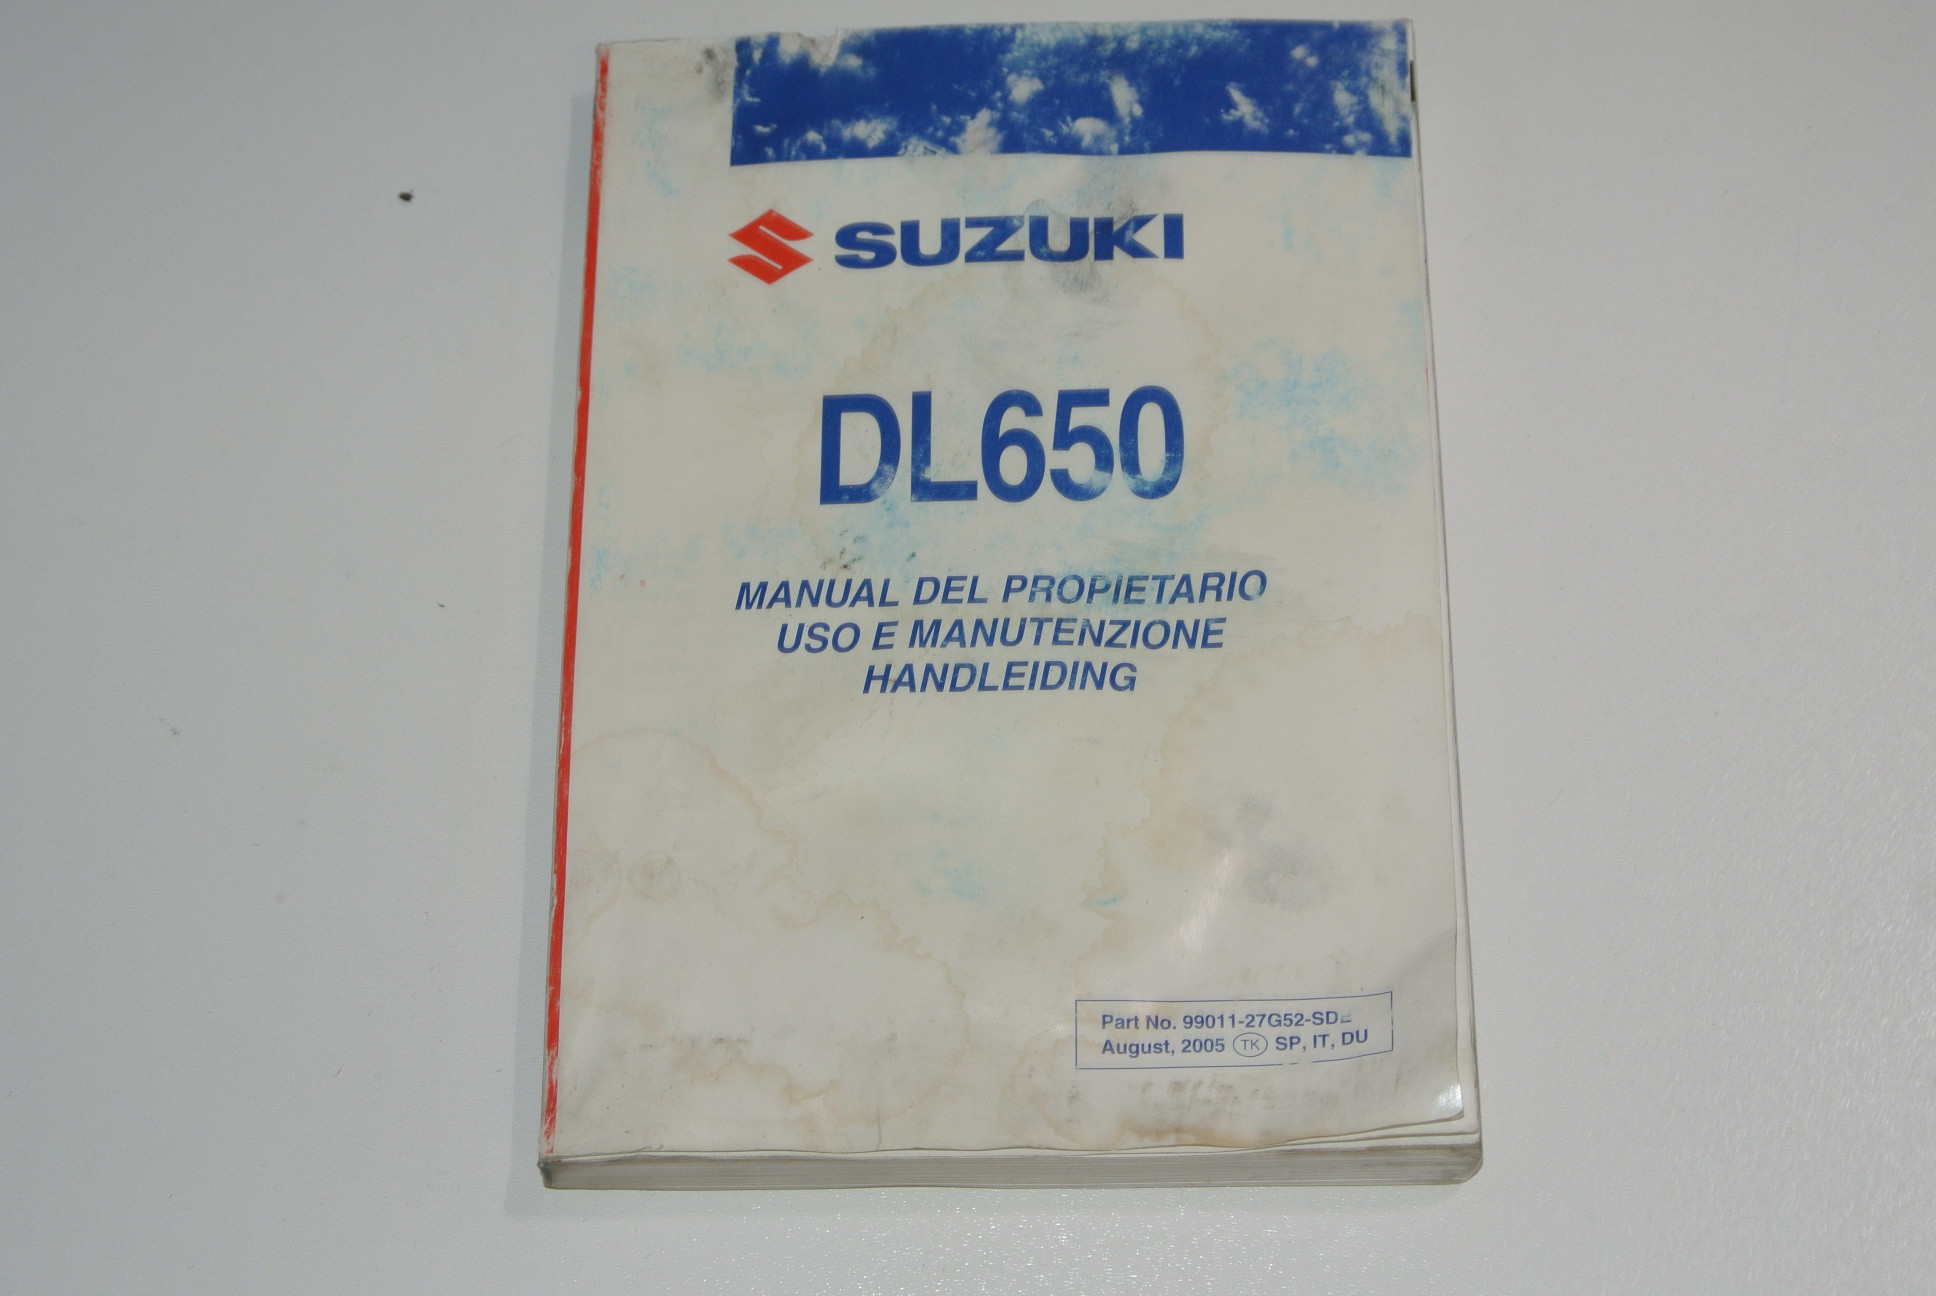 SUZUKI
DL650
MANUAL DEL PROPIETARIO
USO E MANUTENZIONE
HANDLEIDING
Part No. 99011-27G52-SDE
August, 2005 TK SP, IT, DU